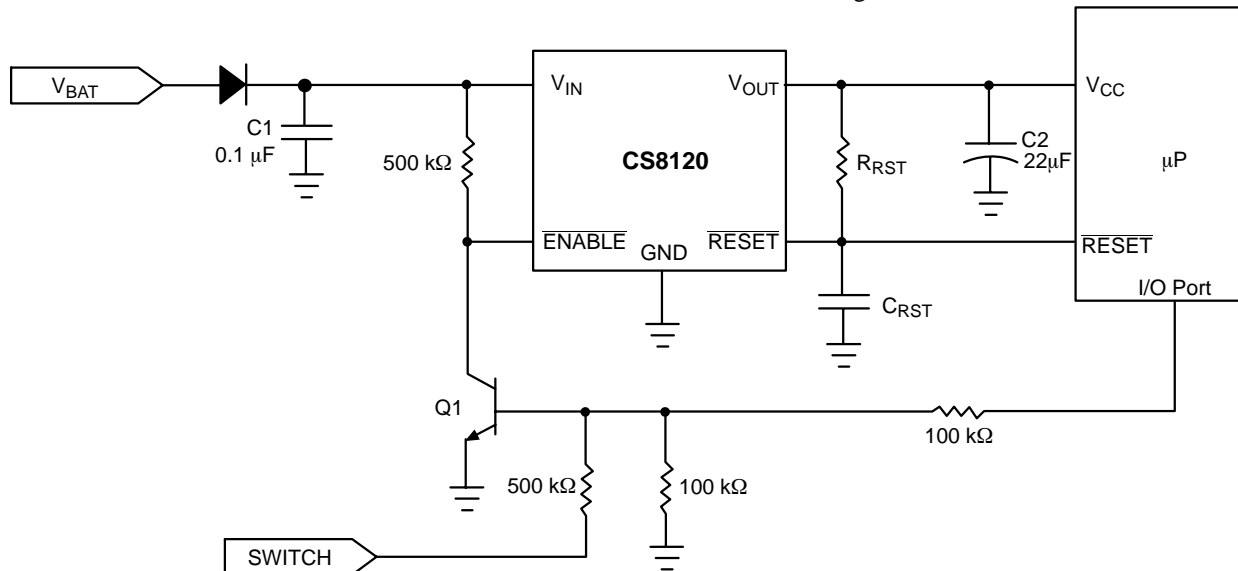 V_BAT
C1
0.1 μF
500 kΩ
V_IN
V_OUT
CS8120
ENABLE
RESET
GND
R_RST
C_RST
C2
22μF
V_CC
μP
RESET
I/O Port
Q1
500 kΩ
100 kΩ
100 kΩ
SWITCH